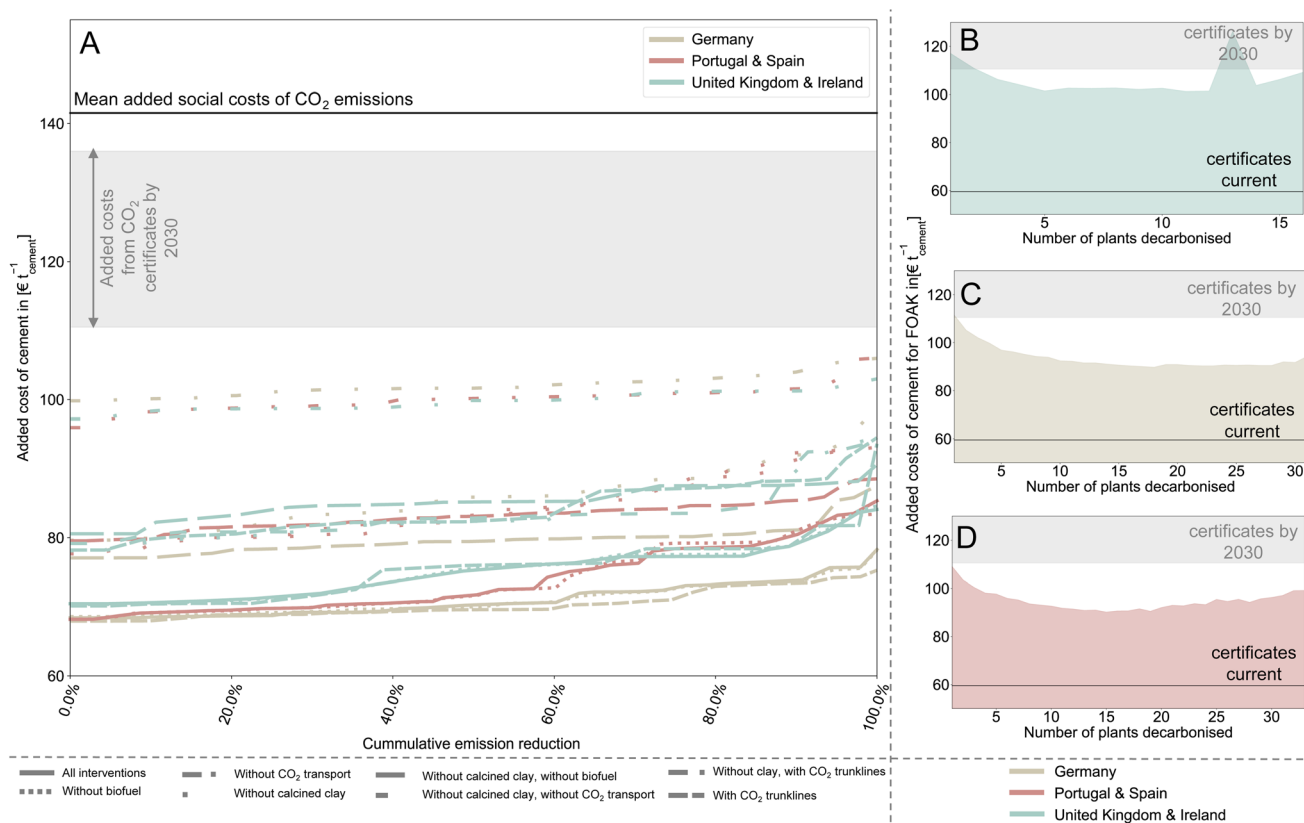 A
Germany
Portugal & Spain
United Kingdom & Ireland
Mean added social costs of CO₂ emissions
Added costs
from CO₂
certificates by
2030
Added cost of cement in [€ t⁻¹cement]
140
120
100
80
60
0.0%
20.0%
40.0%
60.0%
80.0%
100.0%
Cummulative emission reduction
All interventions
Without biofuel
Without CO₂ transport
Without calcined clay
Without calcined clay, without biofuel
Without calcined clay, without CO₂ transport
Without clay, with CO₂ trunklines
With CO₂ trunklines
Added costs of cement for FOAK in[€ t⁻¹cement]
B
certificates by
2030
certificates
current
120
100
80
60
5
10
15
Number of plants decarbonised
C
certificates by
2030
certificates
current
120
100
80
60
5
10
15
20
25
30
Number of plants decarbonised
D
certificates by
2030
certificates
current
120
100
80
60
5
10
15
20
25
30
Number of plants decarbonised
Germany
Portugal & Spain
United Kingdom & Ireland